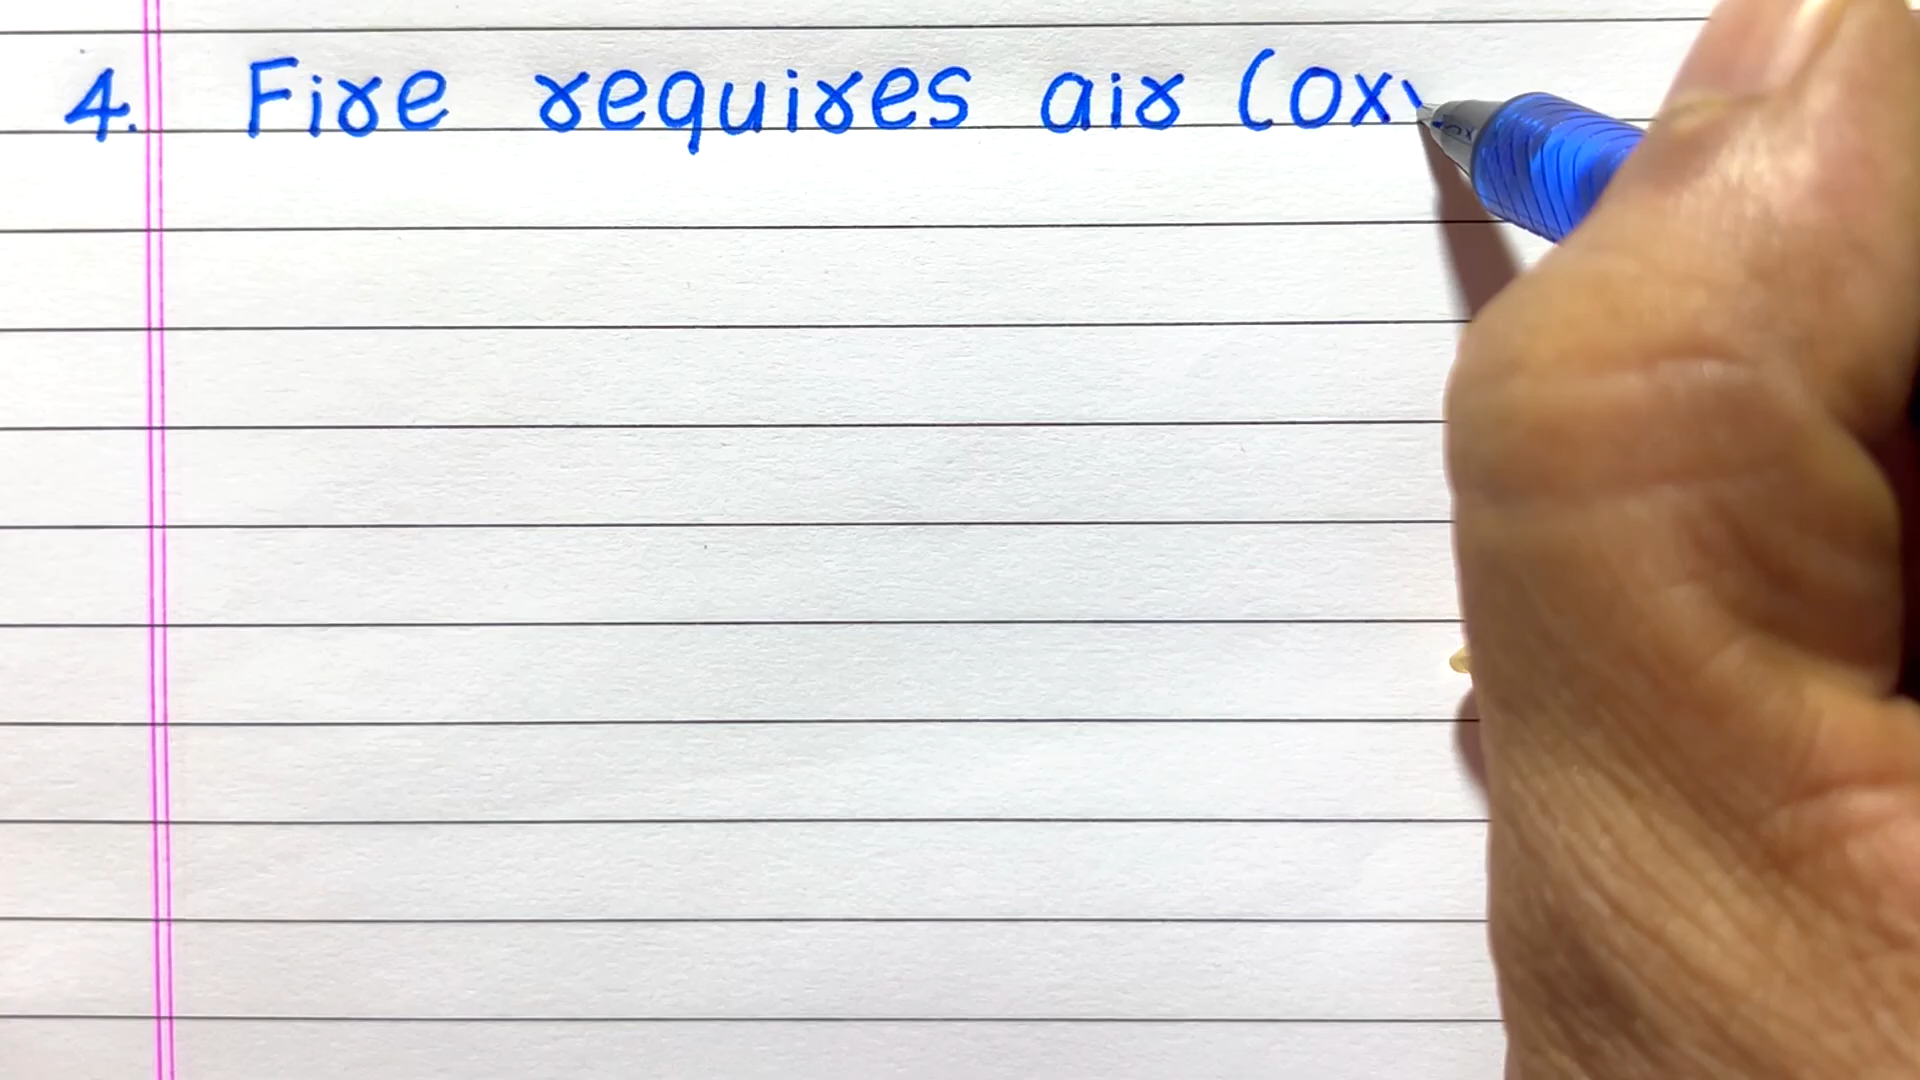 4. Fire requires air (ox